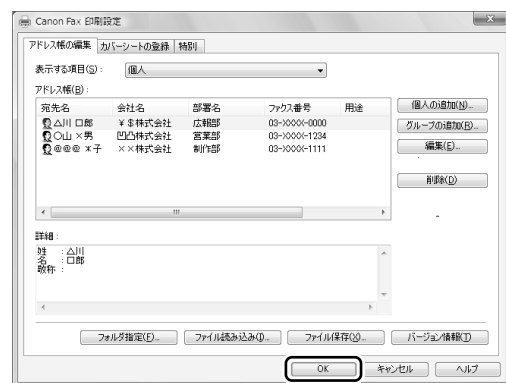 Canon Fax 印刷設定
アドレス帳の編集 カバーシートの登録 特別
表示する項目(S): 個人
アドレス帳(B):
宛先名 会社名 部署名 ファクス番号 用途
△川 口郎 ￥＄株式会社 広報部 03-XXXX-0000
○山 ×男 凹凸株式会社 営業部 03-XXXX-1234
@@@ *子 ××株式会社 制作部 03-XXXX-1111
個人の追加(N)...
グループの追加(R)...
編集(E)...
削除(D)
詳細:
姓 :△川
名 :口郎
敬称 :
フォルダ指定(F)... ファイル読み込み(I)... ファイル保存(X)... バージョン情報(T)
OK キャンセル ヘルプ